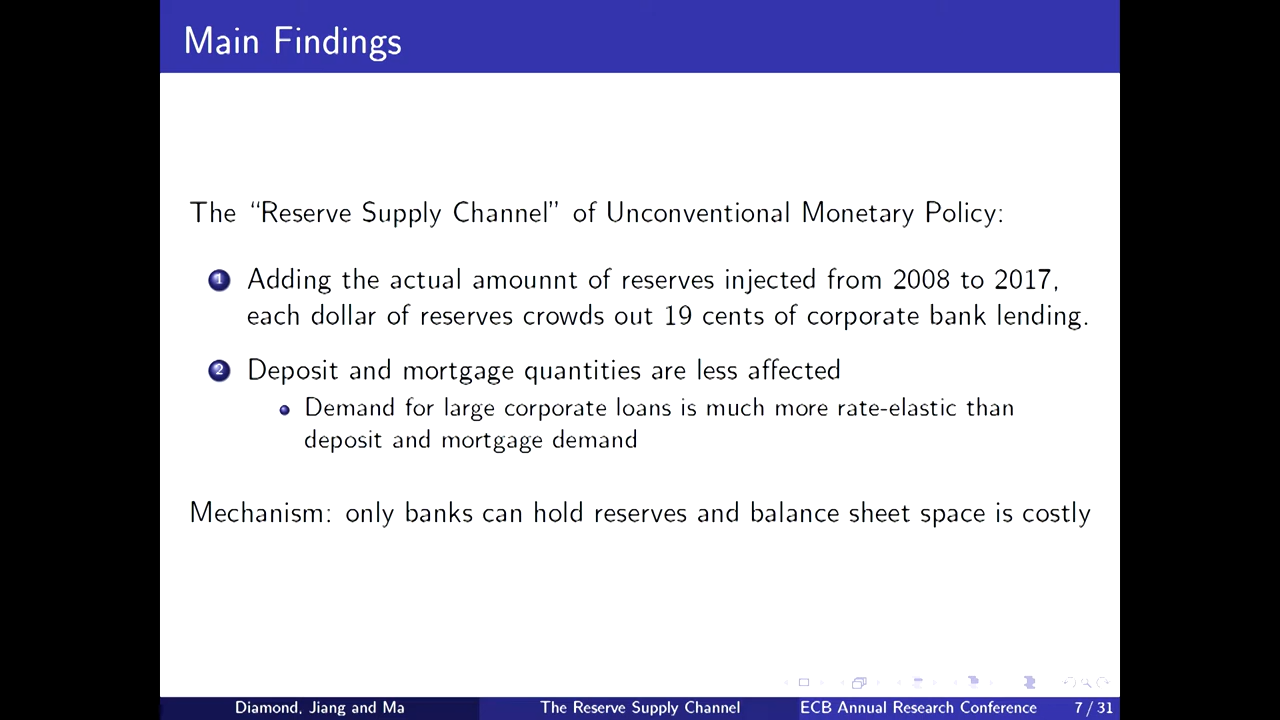 Main Findings
The “Reserve Supply Channel” of Unconventional Monetary Policy:
1 Adding the actual amounnt of reserves injected from 2008 to 2017,
each dollar of reserves crowds out 19 cents of corporate bank lending.
2 Deposit and mortgage quantities are less affected
Demand for large corporate loans is much more rate-elastic than
deposit and mortgage demand
Mechanism: only banks can hold reserves and balance sheet space is costly
Diamond, Jiang and Ma The Reserve Supply Channel ECB Annual Research Conference 7 / 31